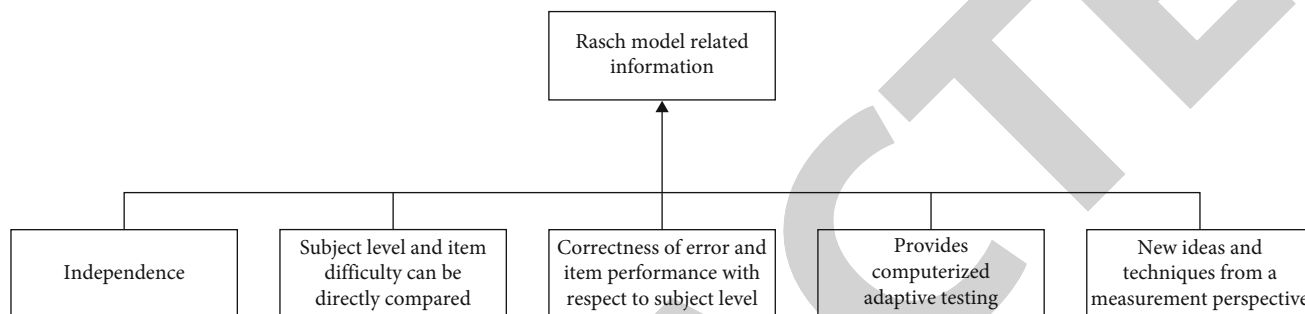 Rasch model related
information
Independence
Subject level and item
difficulty can be
directly compared
Correctness of error and
item performance with
respect to subject level
Provides
computerized
adaptive testing
New ideas and
techniques from a
measurement perspective
CTE